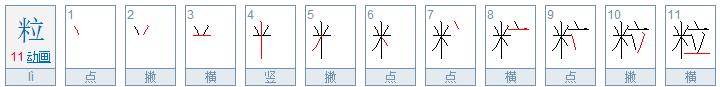 粒 1 2 3 4 5 6 7 8 9 10 11
11 动画
lì 点 撇 横 竖 撇 点 点 横 点 撇 横